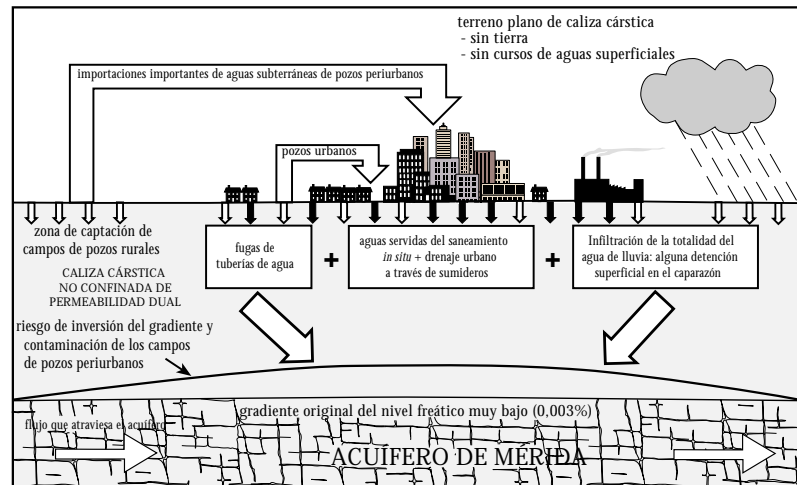 terreno plano de caliza cárstica
- sin tierra
- sin cursos de aguas superficiales
importaciones importantes de aguas subterráneas de pozos periurbanos
pozos urbanos
zona de captación de
campos de pozos rurales
CALIZA CÁRSTICA
NO CONFINADA DE
PERMEABILIDAD DUAL
fugas de
tuberías de agua
+
aguas servidas del saneamiento
in situ + drenaje urbano
a través de sumideros
+
Infiltración de la totalidad del
agua de lluvia: alguna detención
superficial en el caparazón
riesgo de inversión del gradiente y
contaminación de los campos
de pozos periurbanos
gradiente original del nivel freático muy bajo (0,003%)
flujo que atraviesa el acuífero
ACUÍFERO DE MÉRIDA